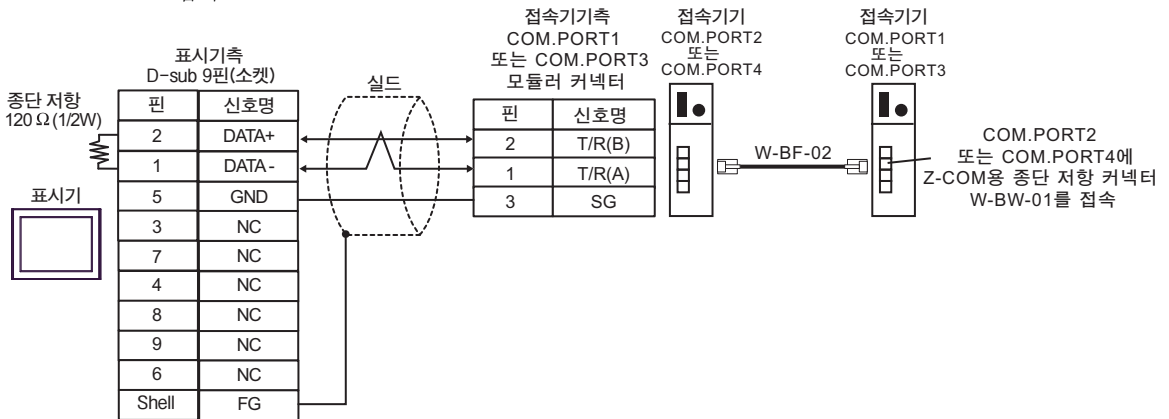 표시기측
D-sub 9핀(소켓)
종단 저항
120Ω(1/2W)
표시기
핀 신호명
2 DATA+
1 DATA-
5 GND
3 NC
7 NC
4 NC
8 NC
9 NC
6 NC
Shell FG
실드
접속기기측
COM.PORT1
또는 COM.PORT3
모듈러 커넥터
핀 신호명
2 T/R(B)
1 T/R(A)
3 SG
접속기기
COM.PORT2
또는
COM.PORT4
W-BF-02
접속기기
COM.PORT1
또는
COM.PORT3
COM.PORT2
또는 COM.PORT4에
Z-COM용 종단 저항 커넥터
W-BW-01를 접속